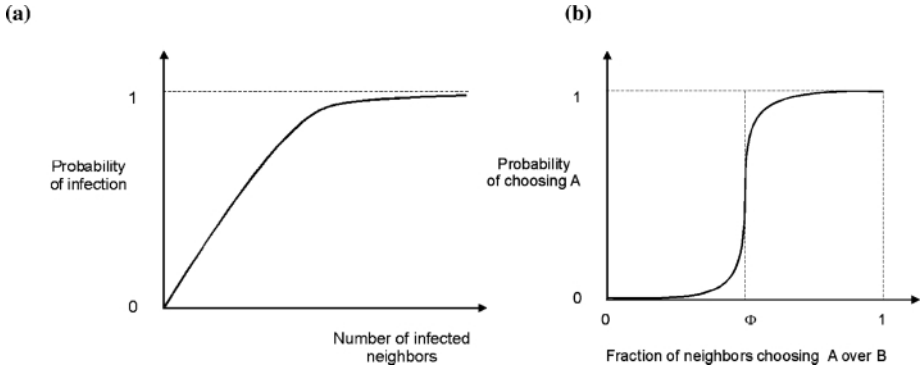 (a)
1
Probability
of infection
0
Number of infected
neighbors
(b)
1
Probability
of choosing A
0
0
Φ
1
Fraction of neighbors choosing A over B